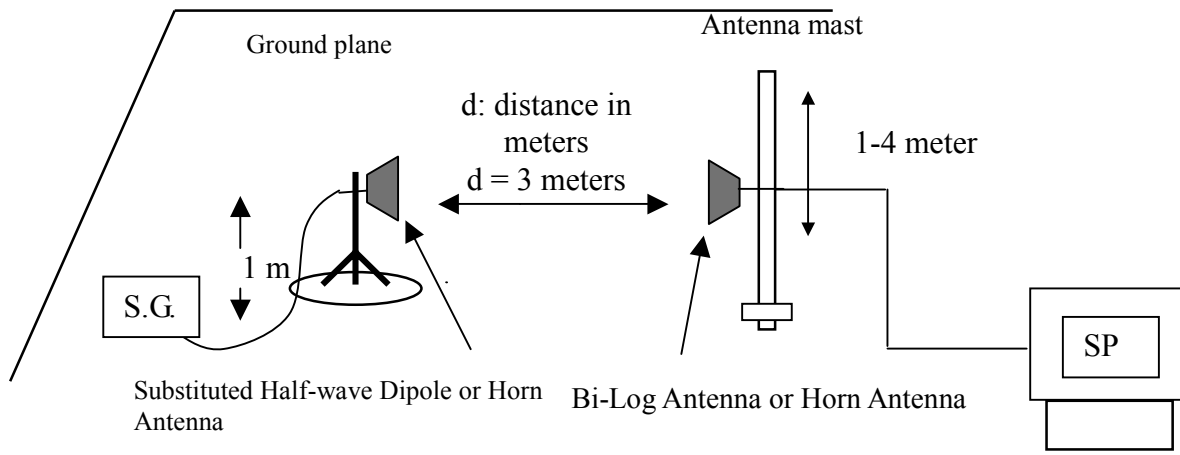 Ground plane
Antenna mast
d: distance in
meters
d = 3 meters
1-4 meter
1 m
S.G.
SP
Substituted Half-wave Dipole or Horn
Antenna
Bi-Log Antenna or Horn Antenna